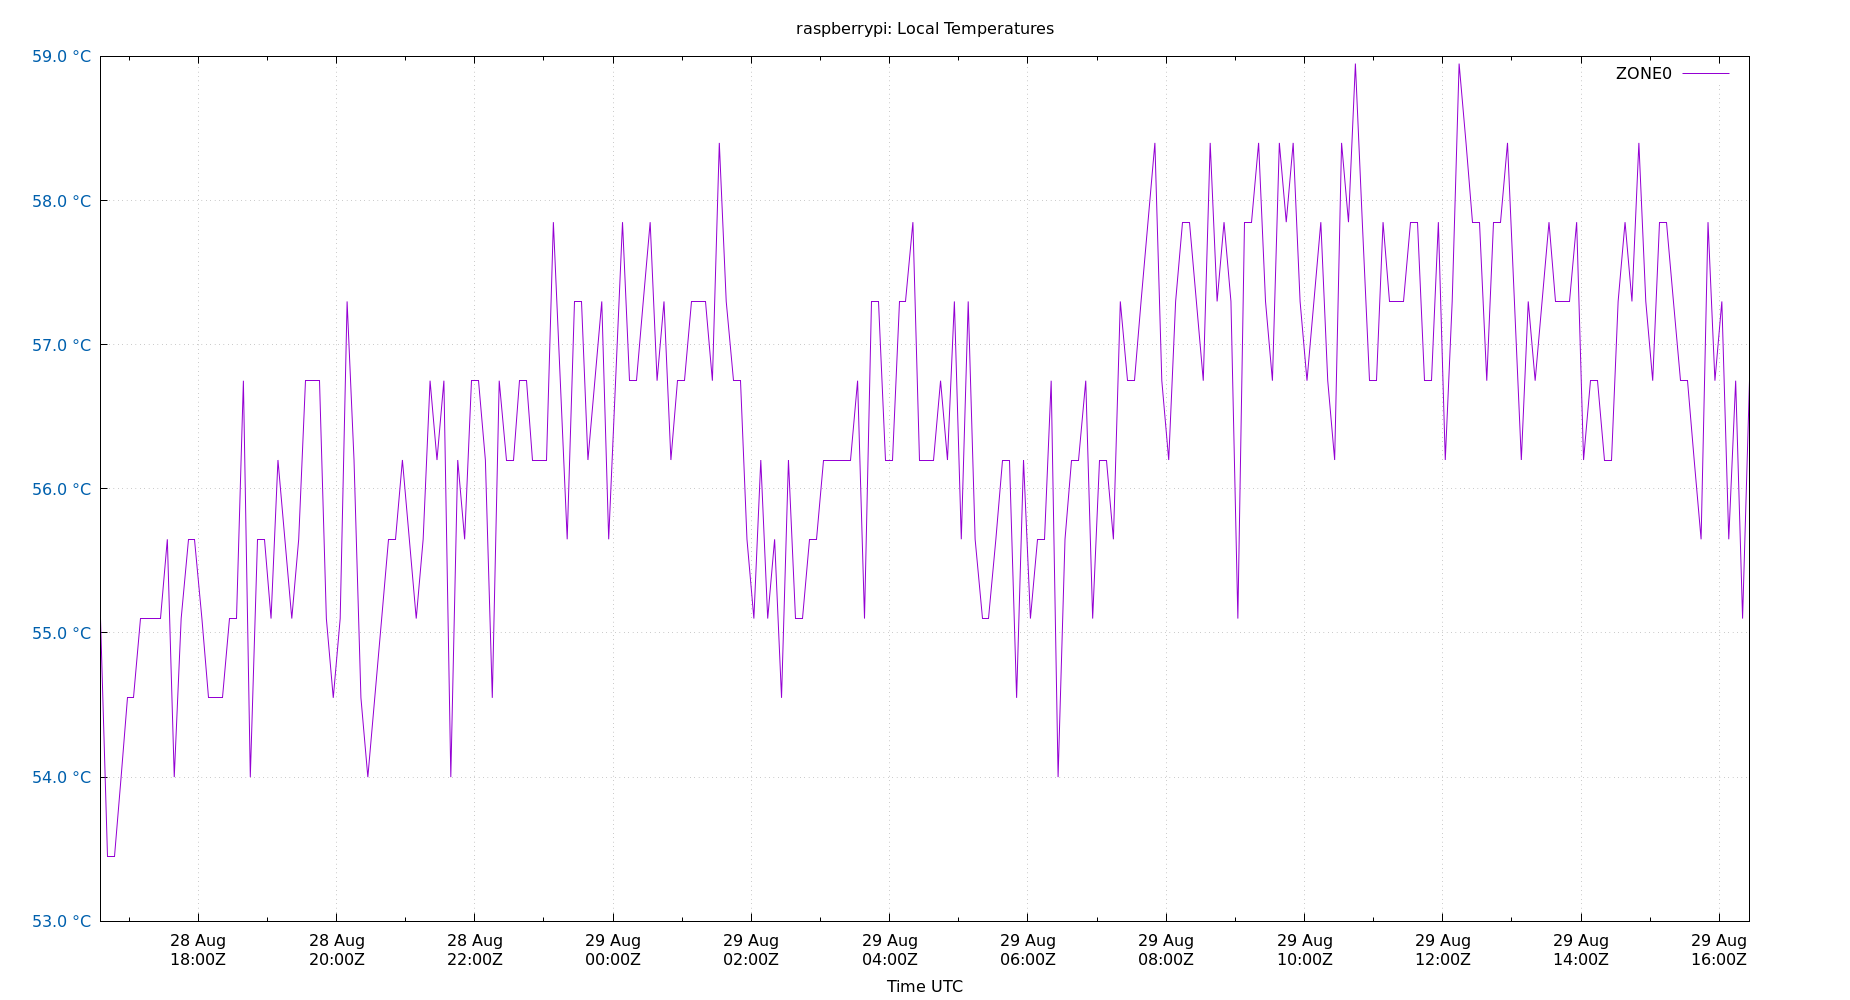 raspberrypi: Local Temperatures
59.0 °C
ZONE0
58.0 °C
57.0 °C
56.0 °C
55.0 °C
54.0 °C
53.0 °C
28 Aug 28 Aug 28 Aug 29 Aug 29 Aug 29 Aug 29 Aug 29 Aug 29 Aug 29 Aug 29 Aug 29 Aug
18:00Z 20:00Z 22:00Z 00:00Z 02:00Z 04:00Z 06:00Z 08:00Z 10:00Z 12:00Z 14:00Z 16:00Z
Time UTC